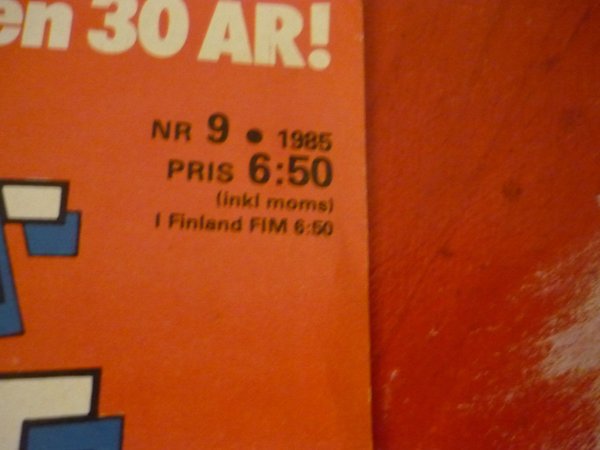 en 30 ÅR!
NR 9 • 1985
PRIS 6:50
(inkl moms)
I Finland FIM 6:50